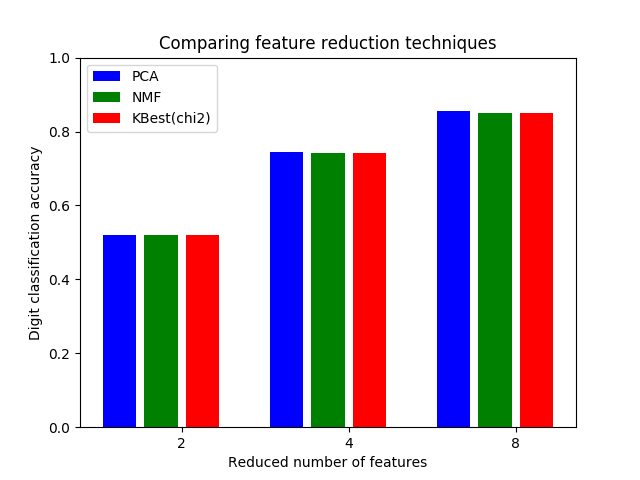 Comparing feature reduction techniques
PCA
NMF
KBest(chi2)
Digit classification accuracy
1.0
0.8
0.6
0.4
0.2
0.0
2 4 8
Reduced number of features